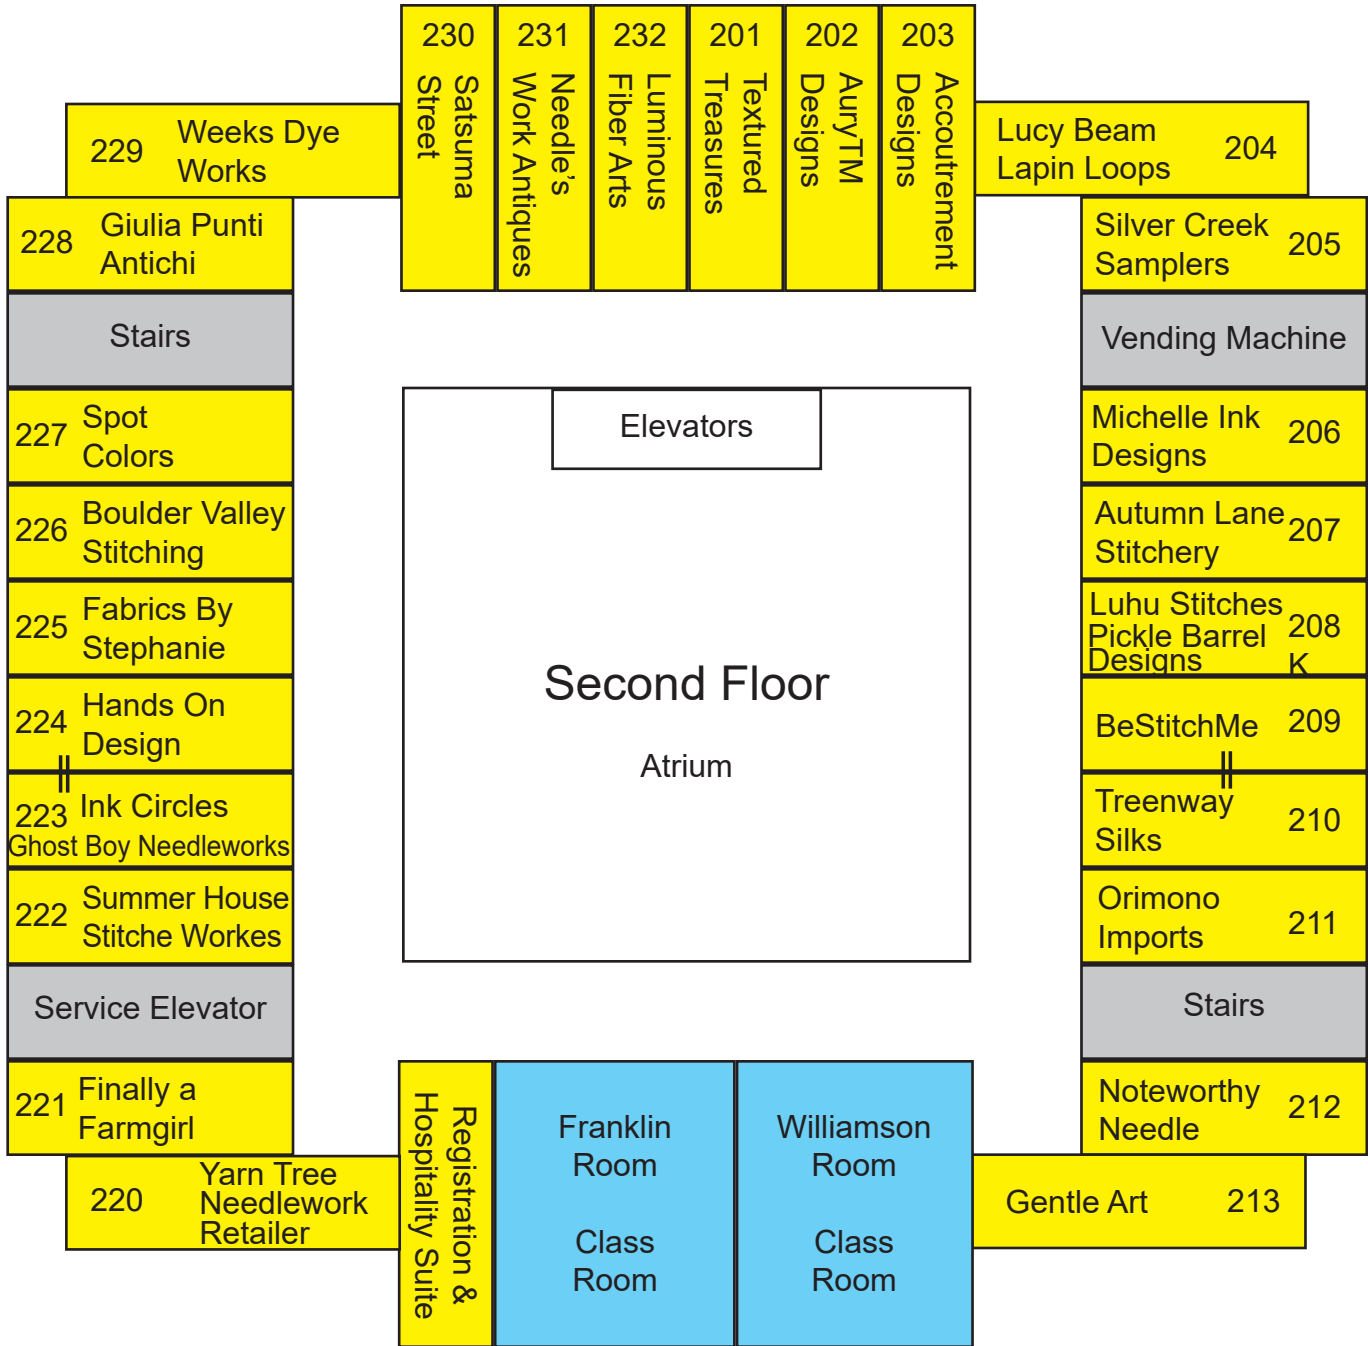 230
Satsuma
Street
231
Needle's
Work Antiques
232
Luminous
Fiber Arts
201
Textured
Treasures
202
AuryTM
Designs
203
Accoutrement
Designs
229
Weeks Dye
Works
Lucy Beam
Lapin Loops
204
228
Giulia Punti
Antichi
Silver Creek
Samplers
205
Stairs
Vending Machine
227
Spot
Colors
Elevators
Michelle Ink
Designs
206
226
Boulder Valley
Stitching
Autumn Lane
Stitchery
207
225
Fabrics By
Stephanie
Luhu Stitches
Pickle Barrel
Designs
208
K
224
Hands On
Design
Second Floor
Atrium
BeStitchMe
209
223
Ink Circles
Ghost Boy Needleworks
Treenway
Silks
210
222
Summer House
Stitche Workes
Orimono
Imports
211
Service Elevator
Stairs
221
Finally a
Farmgirl
Noteworthy
Needle
212
220
Yarn Tree
Needlework
Retailer
Registration &
Hospitality Suite
Franklin
Room
Class
Room
Williamson
Room
Class
Room
Gentle Art
213